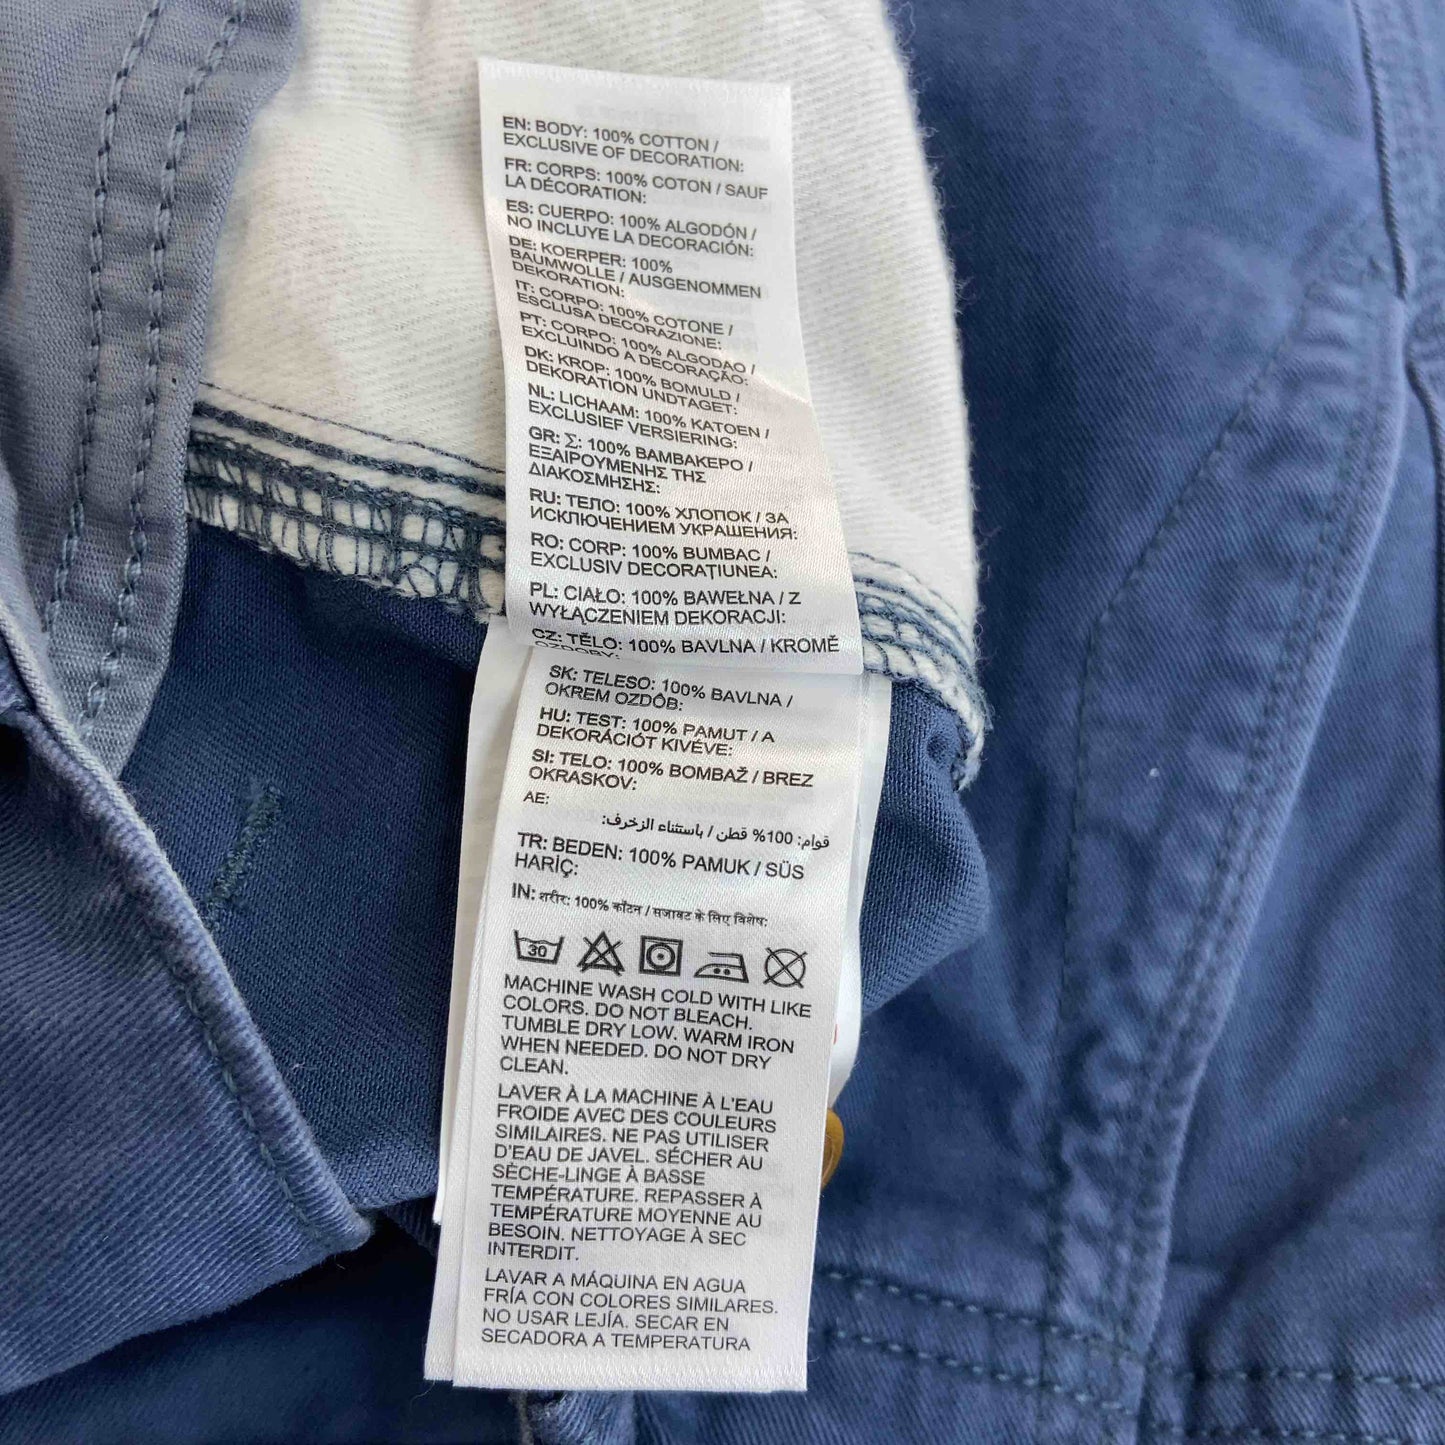 EN: BODY: 100% COTTON /
EXCLUSIVE OF DECORATION:
FR: CORPS: 100% COTON / SAUF
LA DÉCORATION:
ES: CUERPO: 100% ALGODÓN /
NO INCLUYE LA DECORACIÓN:
DE: KOERPER: 100%
BAUMWOLLE / AUSGENOMMEN
DEKORATION:
IT: CORPO: 100% COTONE /
ESCLUSA DECORAZIONE:
PT: CORPO: 100% ALGODAO /
EXCLUINDO A DECORAÇÃO:
DK: KROP: 100% BOMULD /
DEKORATION UNDTAGET:
NL: LICHAAM: 100% KATOEN /
EXCLUSIEF VERSIERING:
GR: Σ: 100% ΒΑΜΒΑΚΕΡΟ /
ΕΞΑΙΡΟΥΜΕΝΗΣ ΤΗΣ
ΔΙΑΚΟΣΜΗΣΗΣ:
RU: ТЕЛО: 100% ХЛОПОК / ЗА
ИСКЛЮЧЕНИЕМ УКРАШЕНИЯ:
RO: CORP: 100% BUMBAC /
EXCLUSIV DECORAŢIUNEA:
PL: CIAŁO: 100% BAWEŁNA / Z
WYŁĄCZENIEM DEKORACJI:
CZ: TĚLO: 100% BAVLNA / KROMĚ
OZDOBY:
SK: TELESO: 100% BAVLNA /
OKREM OZDÔB:
HU: TEST: 100% PAMUT / A
DEKORÁCIÓT KIVÉVE:
SI: TELO: 100% BOMBAŽ / BREZ
OKRASKOV:
AE:
قوام: 100% قطن / باستثناء الزخرف:
TR: BEDEN: 100% PAMUK / SÜS
HARİÇ:
IN: शरीर: 100% कॉटन / सजावट के लिए विशेष:
30
MACHINE WASH COLD WITH LIKE
COLORS. DO NOT BLEACH.
TUMBLE DRY LOW. WARM IRON
WHEN NEEDED. DO NOT DRY
CLEAN.
LAVER À LA MACHINE À L'EAU
FROIDE AVEC DES COULEURS
SIMILAIRES. NE PAS UTILISER
D'EAU DE JAVEL. SÉCHER AU
SÈCHE-LINGE À BASSE
TEMPÉRATURE. REPASSER À
TEMPÉRATURE MOYENNE AU
BESOIN. NETTOYAGE À SEC
INTERDIT.
LAVAR A MÁQUINA EN AGUA
FRÍA CON COLORES SIMILARES.
NO USAR LEJÍA. SECAR EN
SECADORA A TEMPERATURA